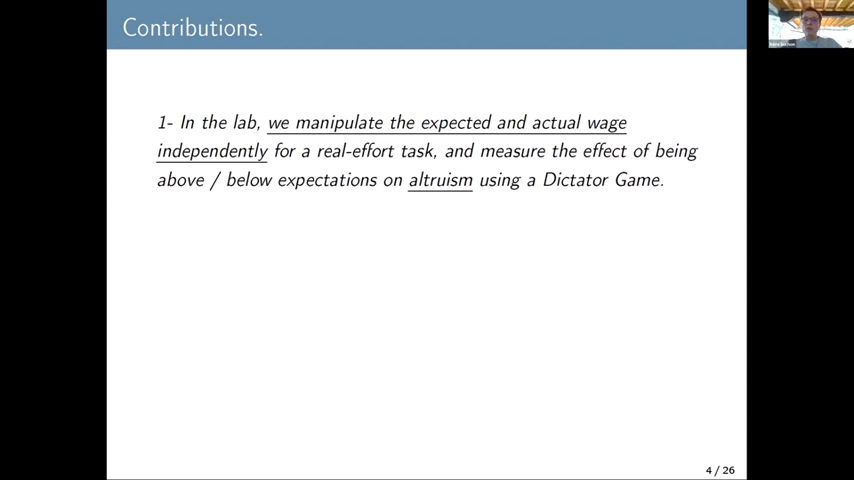 Contributions.
1- In the lab, we manipulate the expected and actual wage
independently for a real-effort task, and measure the effect of being
above / below expectations on altruism using a Dictator Game.
4 / 26